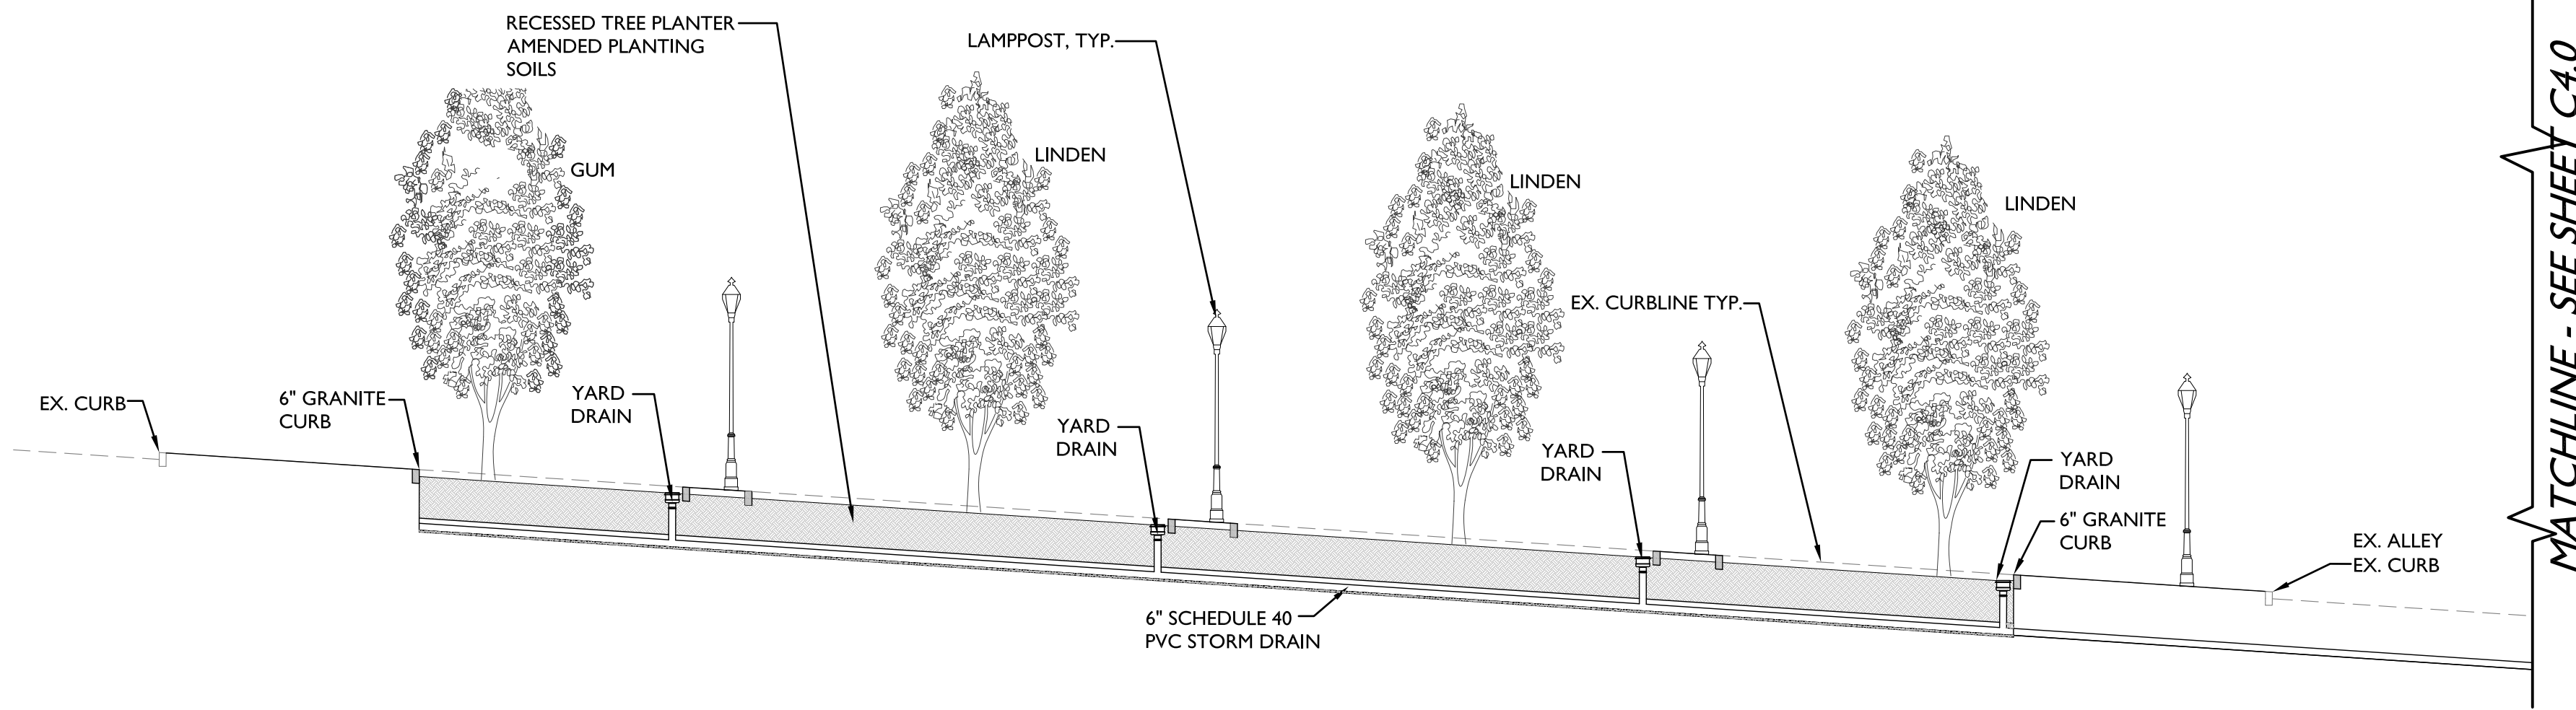 RECESSED TREE PLANTER
AMENDED PLANTING
SOILS
LAMPPOST, TYP.
GUM
LINDEN
LINDEN
LINDEN
EX. CURBLINE TYP.
EX. CURB
6" GRANITE
CURB
YARD
DRAIN
YARD
DRAIN
YARD
DRAIN
YARD
DRAIN
6" GRANITE
CURB
EX. ALLEY
EX. CURB
6" SCHEDULE 40
PVC STORM DRAIN
MATCHLINE - SEE SHEET C4.0